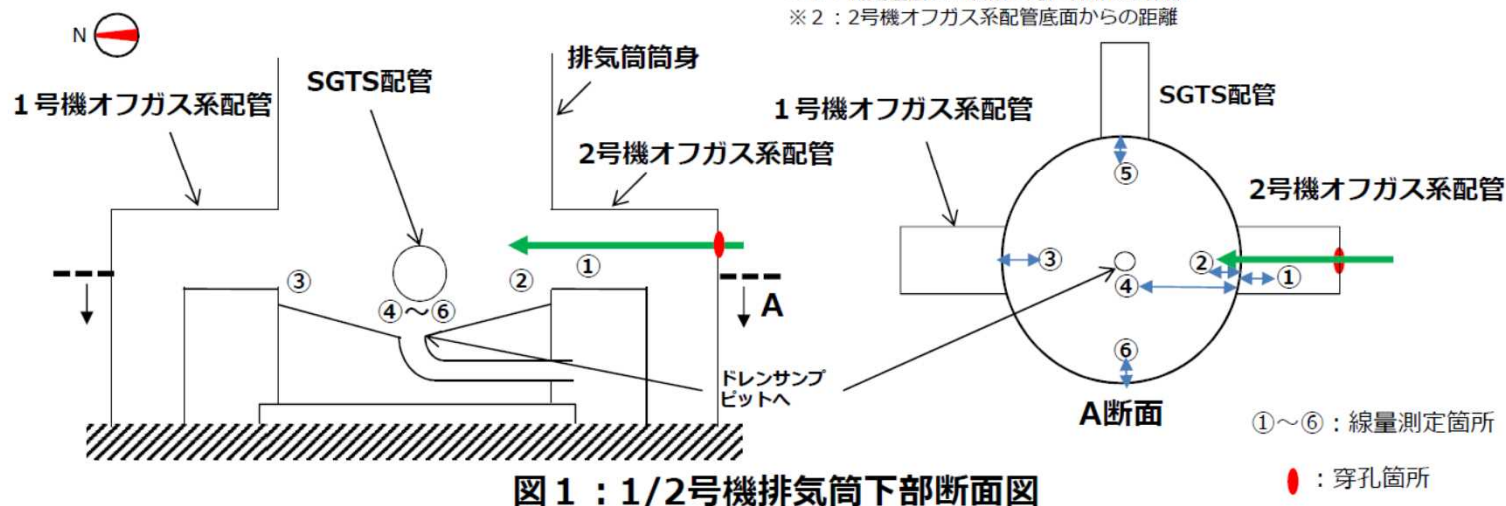 ※2：2号機オフガス系配管底面からの距離
N
1号機オフガス系配管
SGTS配管
排気筒筒身
2号機オフガス系配管
①
②
③
④～⑥
A
ドレンサンプ
ピットへ
SGTS配管
1号機オフガス系配管
2号機オフガス系配管
⑤
③
②
①
④
⑥
A断面
①～⑥：線量測定箇所
：穿孔箇所
図1：1/2号機排気筒下部断面図